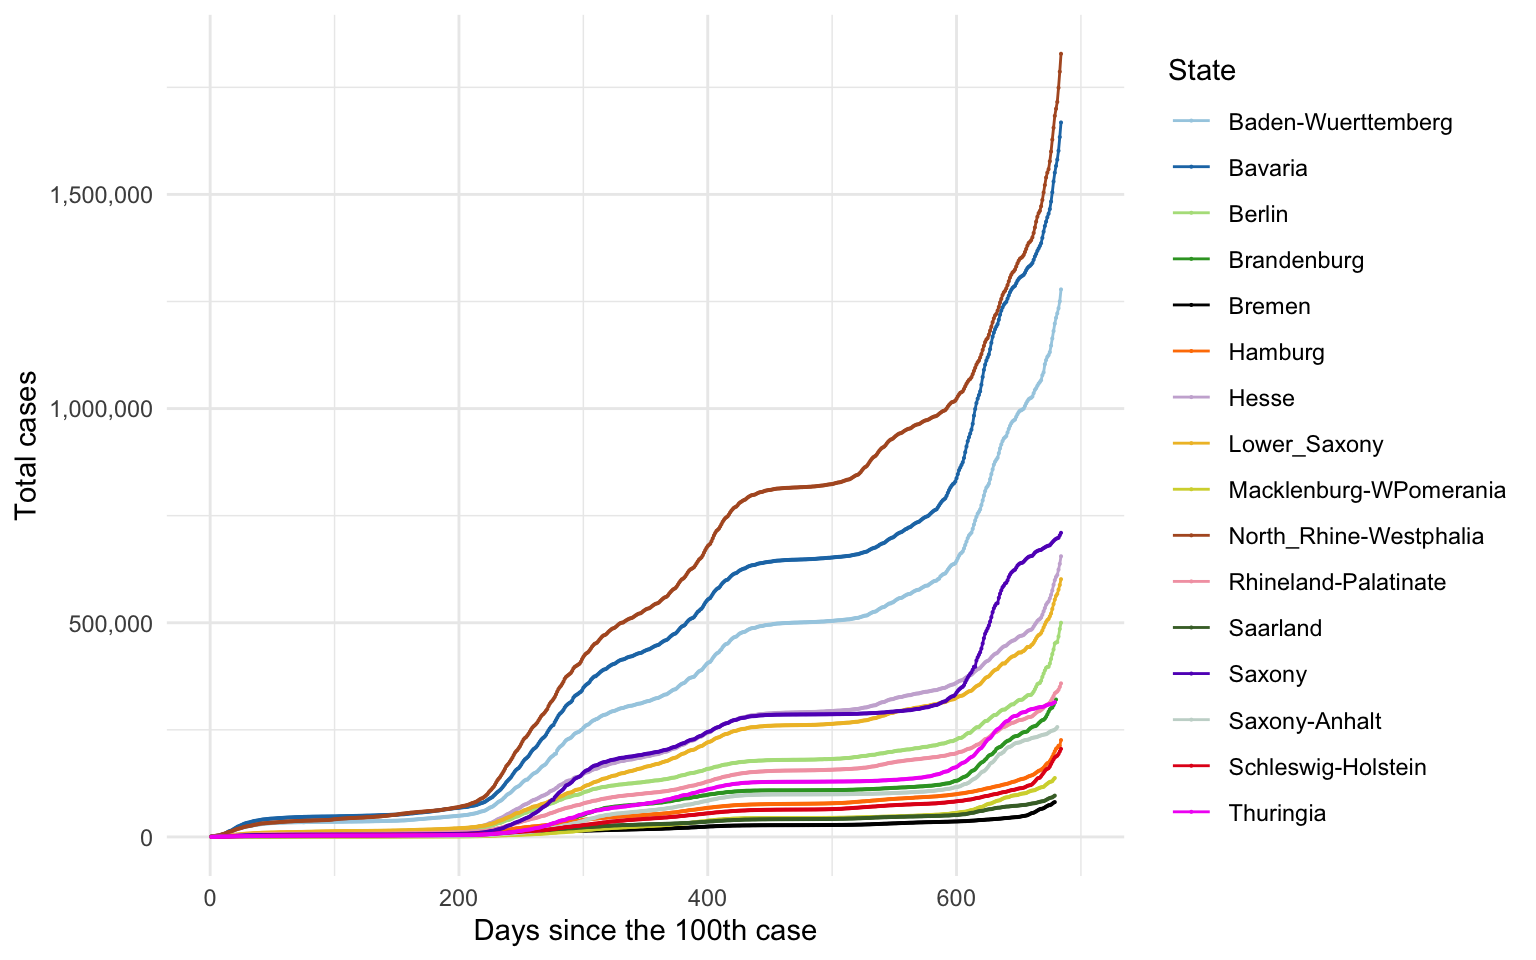 State
Baden-Wuerttemberg
Bavaria
Berlin
Brandenburg
Bremen
Hamburg
Hesse
Lower_Saxony
Macklenburg-WPomerania
North_Rhine-Westphalia
Rhineland-Palatinate
Saarland
Saxony
Saxony-Anhalt
Schleswig-Holstein
Thuringia
Total cases
1,500,000
1,000,000
500,000
0
0 200 400 600
Days since the 100th case